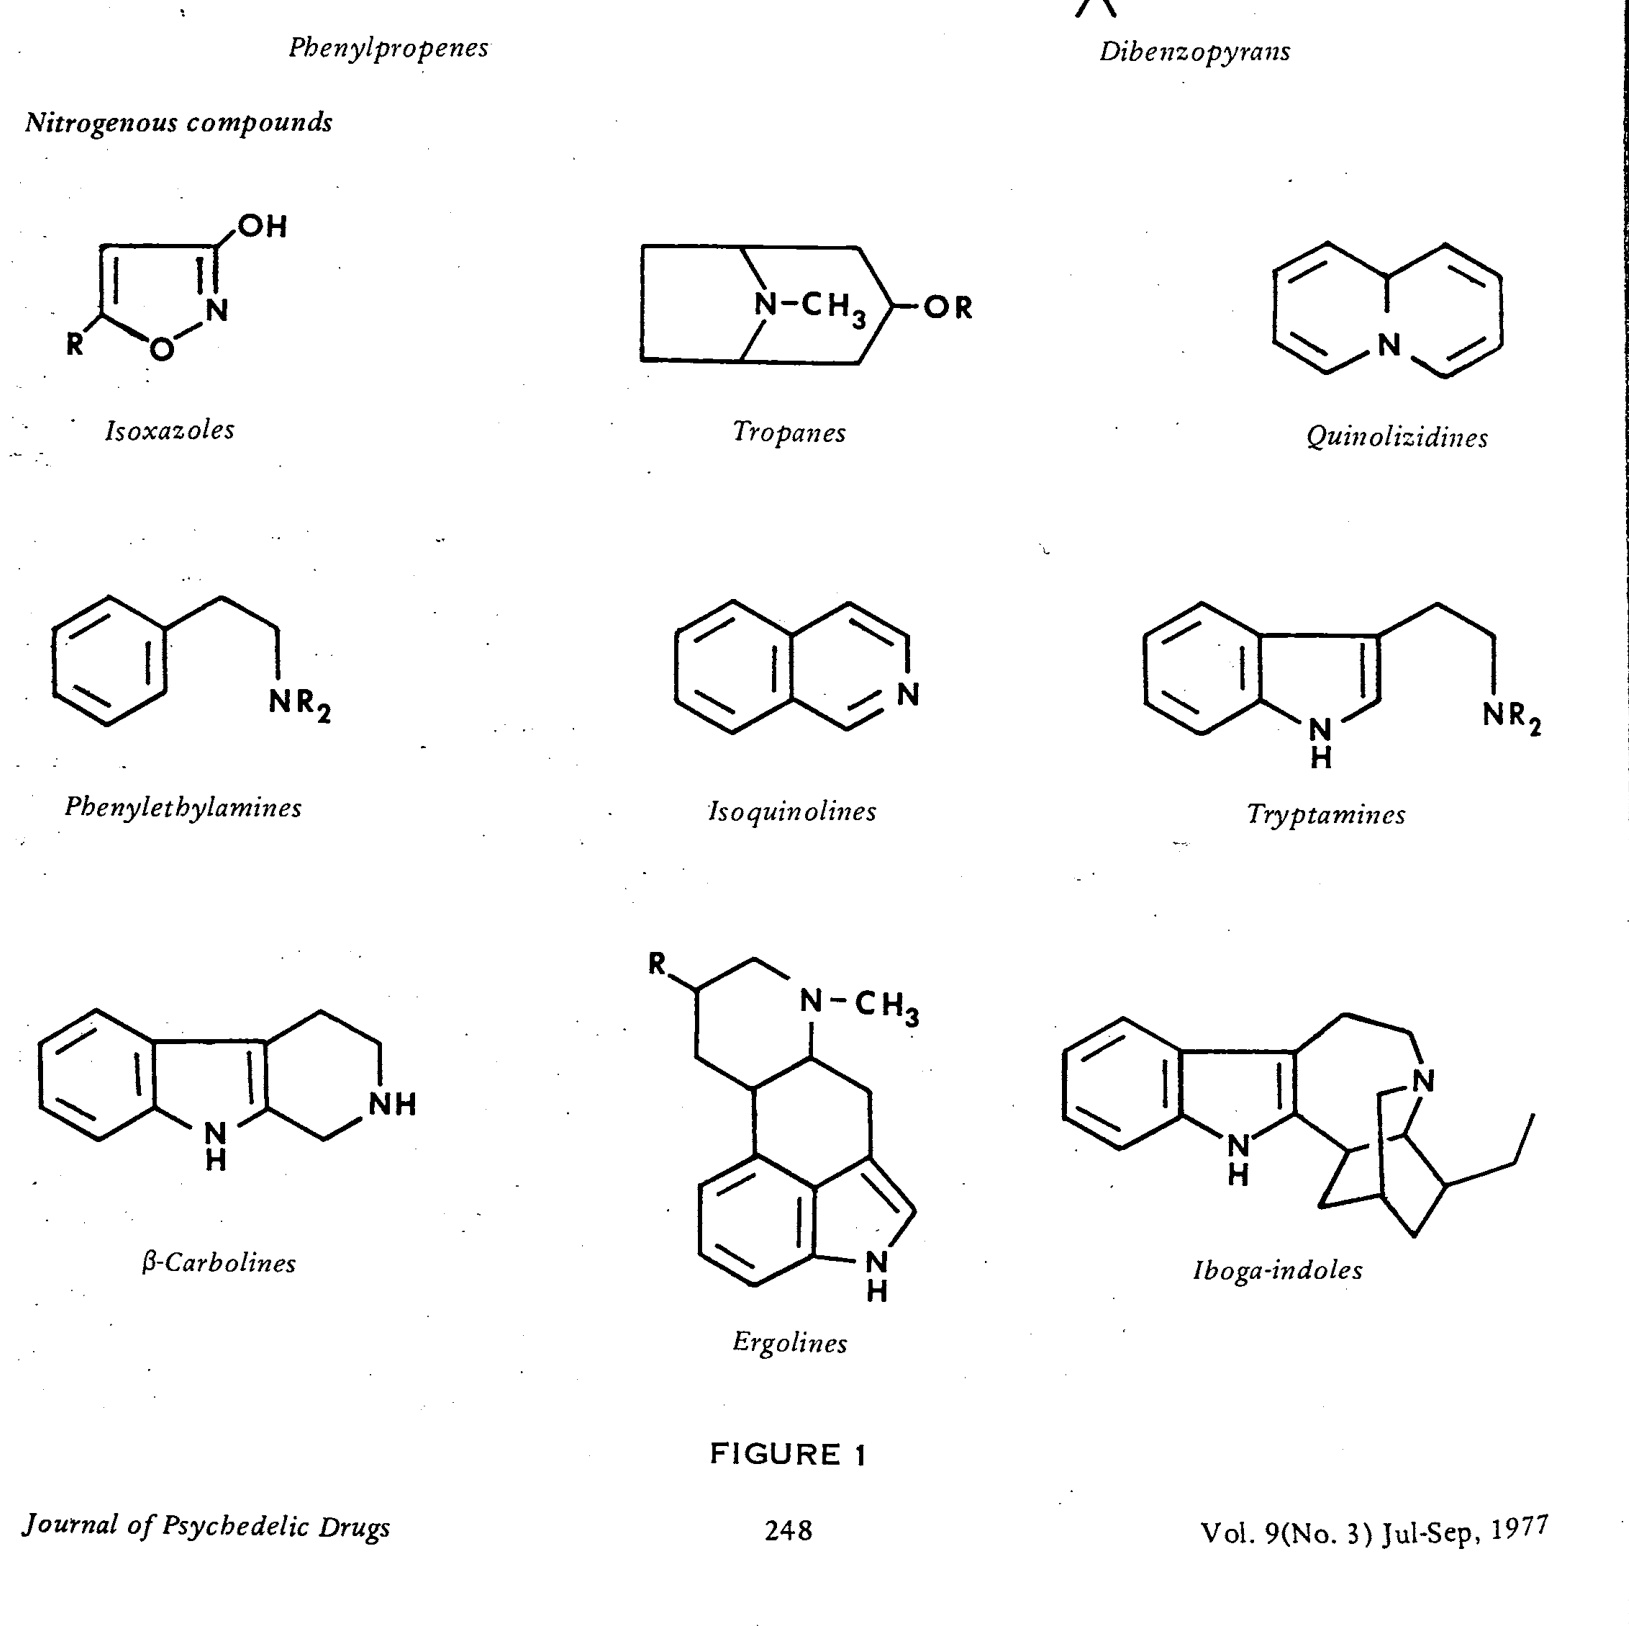 Phenylpropenes
Dibenzopyrans
Nitrogenous compounds
OH
N
R
O
N-CH3
OR
N
Isoxazoles
Tropanes
Quinolizidines
NR2
N
N
H
NR2
Phenylethylamines
Isoquinolines
Tryptamines
R
N-CH3
N
NH
N
H
N
H
β-Carbolines
N
H
Iboga-indoles
Ergolines
FIGURE 1
Journal of Psychedelic Drugs
248
Vol. 9(No. 3) Jul-Sep, 1977